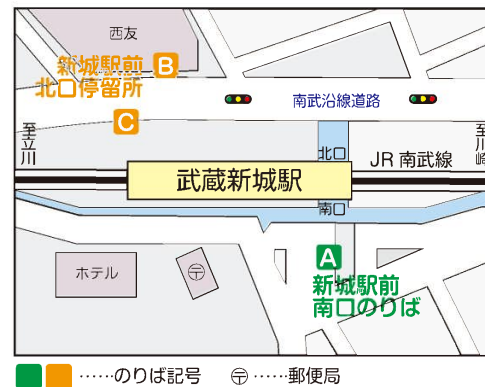 西友
新城駅前
北口停留所
B
C
南武沿線道路
至立川
北口
JR 南武線
至川崎
武蔵新城駅
南口
A
新城駅前
南口のりば
ホテル
〒
……のりば記号
〒……郵便局